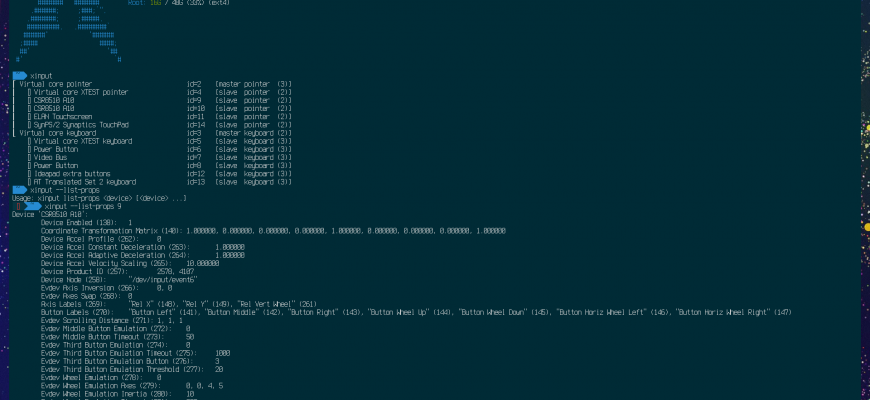 Root: 16G / 48G (33%) (ext4)
xinput
Virtual core pointer id=2 [master pointer (3)]
Virtual core XTEST pointer id=4 [slave pointer (2)]
CSR8510 A10 id=9 [slave pointer (2)]
CSR8510 A10 id=10 [slave pointer (2)]
ELAN Touchscreen id=11 [slave pointer (2)]
SynPS/2 Synaptics TouchPad id=14 [slave pointer (2)]
Virtual core keyboard id=3 [master keyboard (2)]
Virtual core XTEST keyboard id=5 [slave keyboard (3)]
Power Button id=6 [slave keyboard (3)]
Video Bus id=7 [slave keyboard (3)]
Power Button id=8 [slave keyboard (3)]
Ideapad extra buttons id=12 [slave keyboard (3)]
AT Translated Set 2 keyboard id=13 [slave keyboard (3)]
xinput --list-props
Usage: xinput list-props <device> [<device> ...]
xinput --list-props 9
Device 'CSR8510 A10':
Device Enabled (138): 1
Coordinate Transformation Matrix (140): 1.000000, 0.000000, 0.000000, 0.000000, 1.000000, 0.000000, 0.000000, 0.000000, 1.000000
Device Accel Profile (262): 0
Device Accel Constant Deceleration (263): 1.000000
Device Accel Adaptive Deceleration (264): 1.000000
Device Accel Velocity Scaling (265): 10.000000
Device Product ID (257): 2578, 4107
Device Node (258): "/dev/input/event6"
Evdev Axis Inversion (266): 0, 0
Evdev Axes Swap (268): 0
Axis Labels (269): "Rel X" (148), "Rel Y" (149), "Rel Vert Wheel" (261)
Button Labels (270): "Button Left" (141), "Button Middle" (142), "Button Right" (143), "Button Wheel Up" (144), "Button Wheel Down" (145), "Button Horiz Wheel Left" (146), "Button Horiz Wheel Right" (147)
Evdev Scrolling Distance (271): 1, 1, 1
Evdev Middle Button Emulation (272): 0
Evdev Middle Button Timeout (273): 50
Evdev Third Button Emulation (274): 0
Evdev Third Button Emulation Timeout (275): 1000
Evdev Third Button Emulation Button (276): 3
Evdev Third Button Emulation Threshold (277): 20
Evdev Wheel Emulation (278): 0
Evdev Wheel Emulation Axes (279): 0, 0, 4, 5
Evdev Wheel Emulation Inertia (280): 10